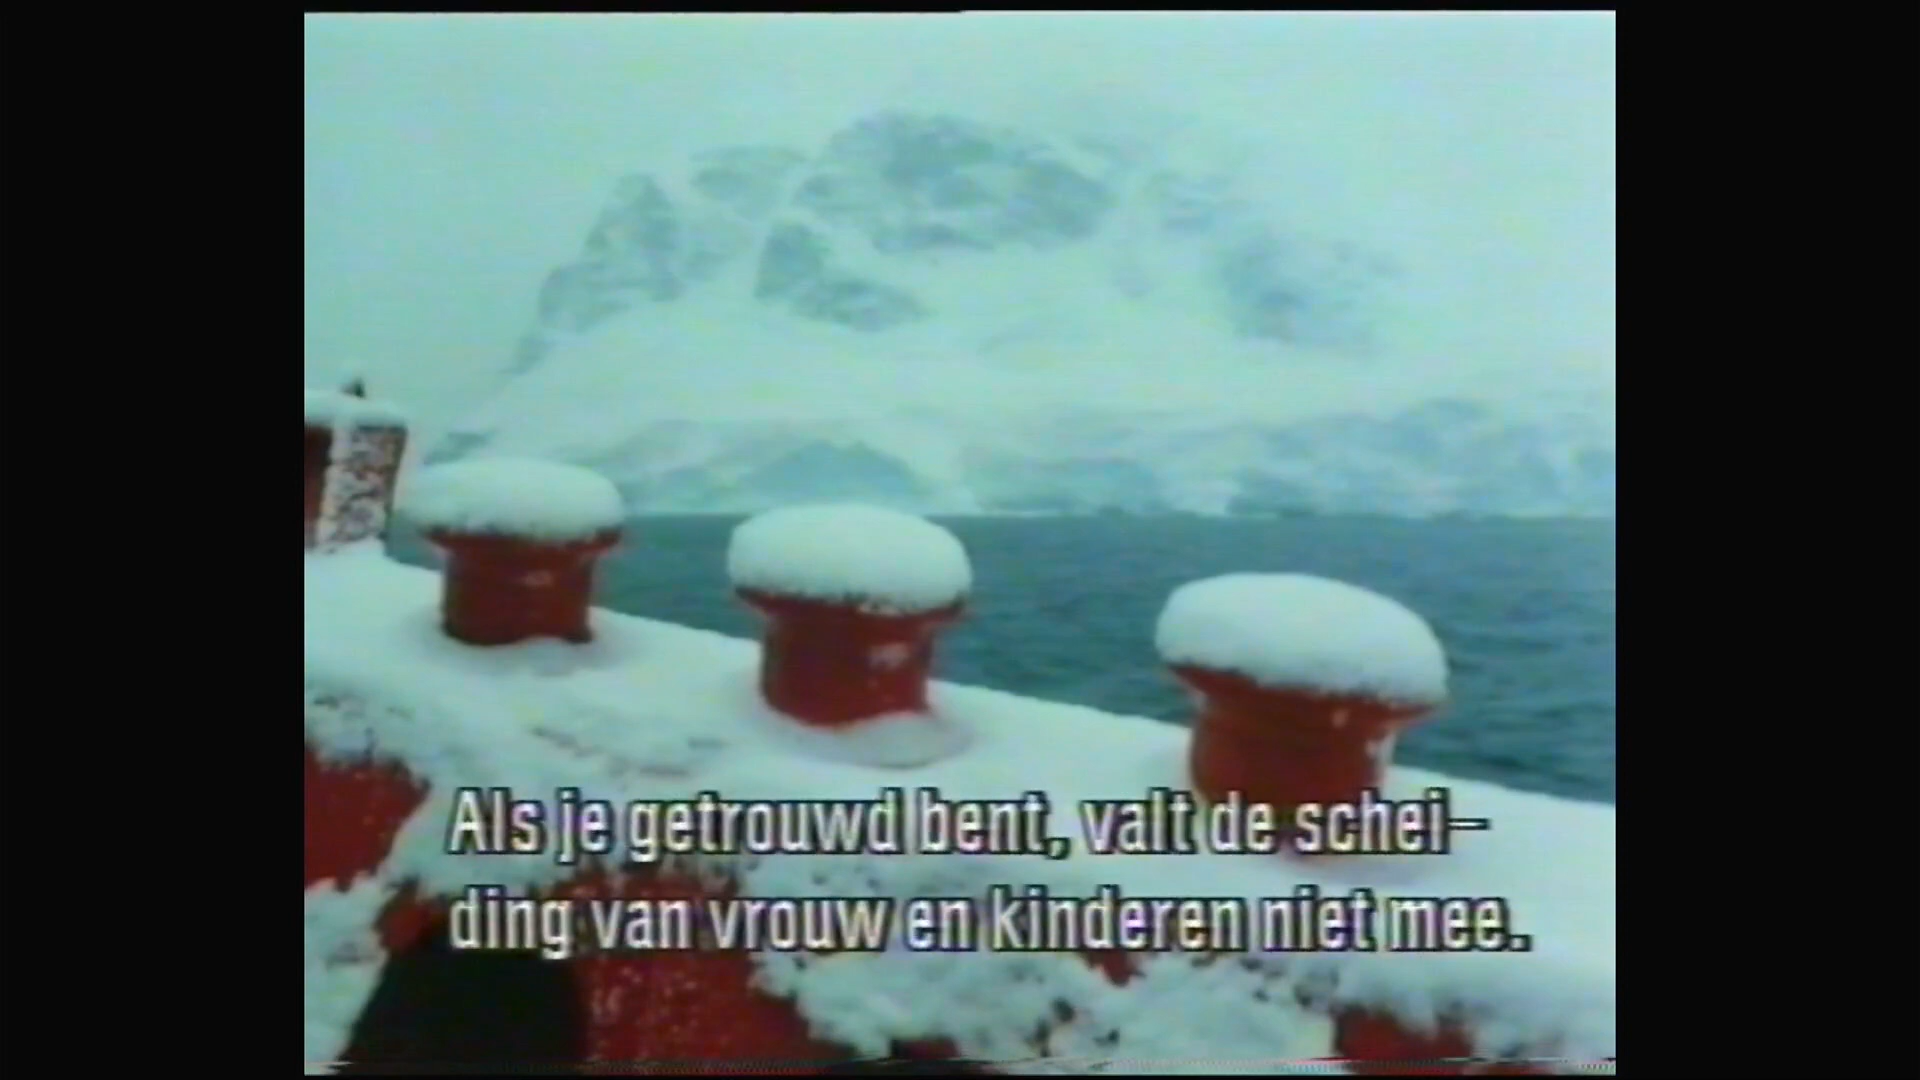 Als je getrouwd bent, valt de schei-
ding van vrouw en kinderen niet mee.